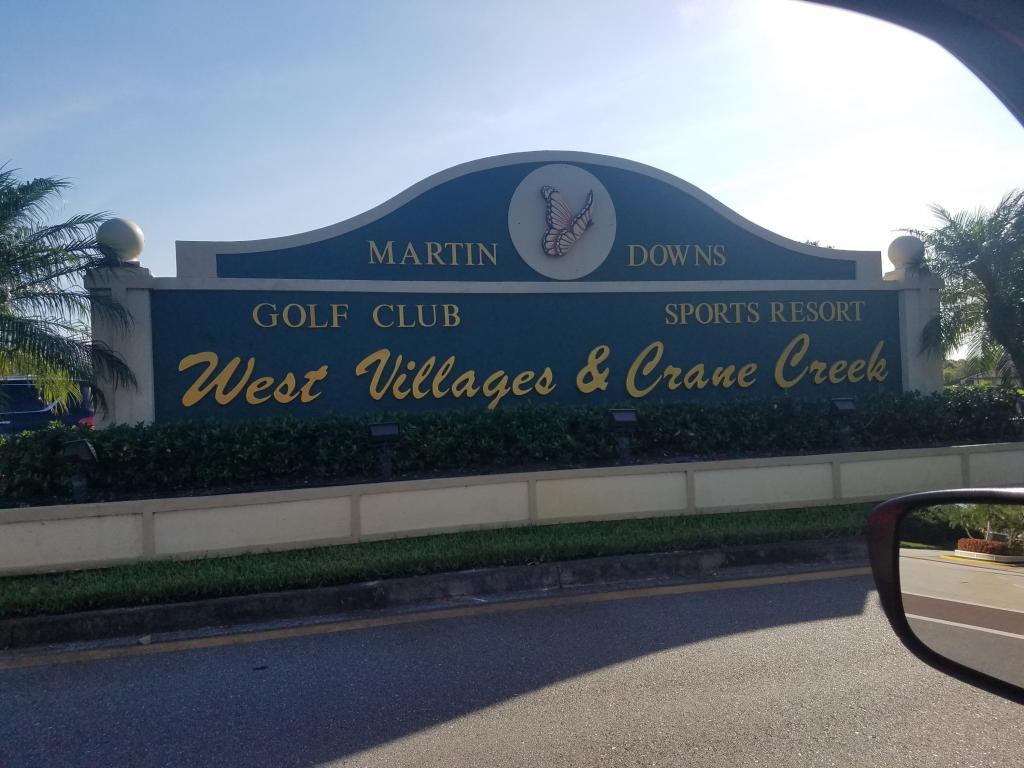 MARTIN DOWNS
GOLF CLUB SPORTS RESORT
West Villages & Crane Creek